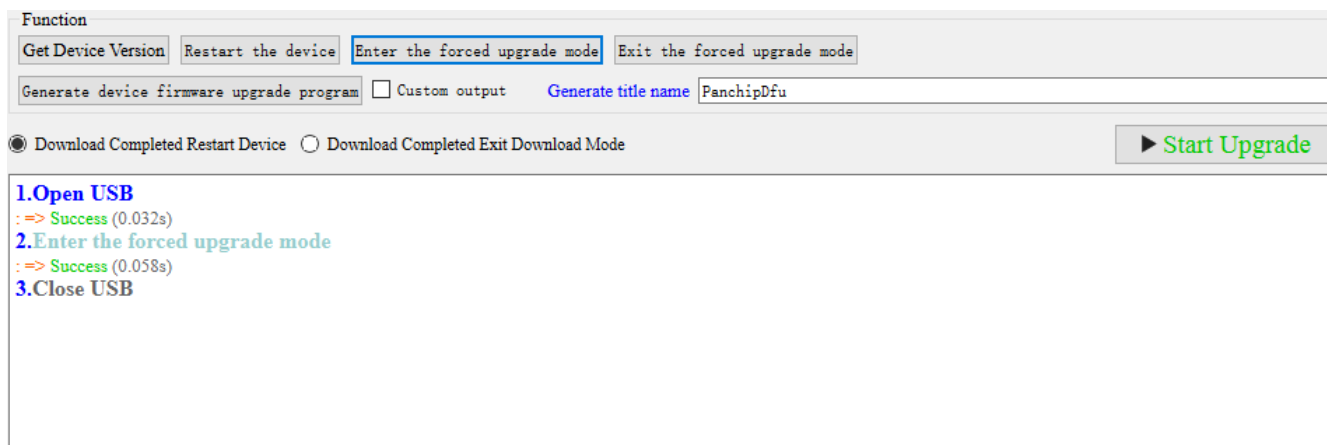 Function
Get Device Version Restart the device Enter the forced upgrade mode Exit the forced upgrade mode
Generate device firmware upgrade program Custom output Generate title name PanchipDfu
Download Completed Restart Device Download Completed Exit Download Mode Start Upgrade
1.Open USB
: => Success (0.032s)
2.Enter the forced upgrade mode
: => Success (0.058s)
3.Close USB